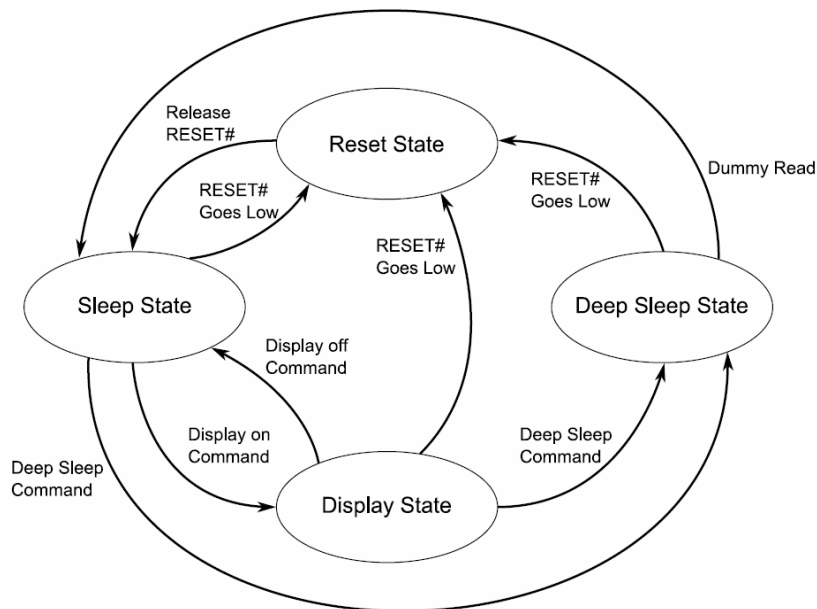 Release
RESET#
Reset State
Dummy Read
RESET#
Goes Low
RESET#
Goes Low
RESET#
Goes Low
Sleep State
Deep Sleep State
Display off
Command
Display on
Command
Deep Sleep
Command
Deep Sleep
Command
Display State